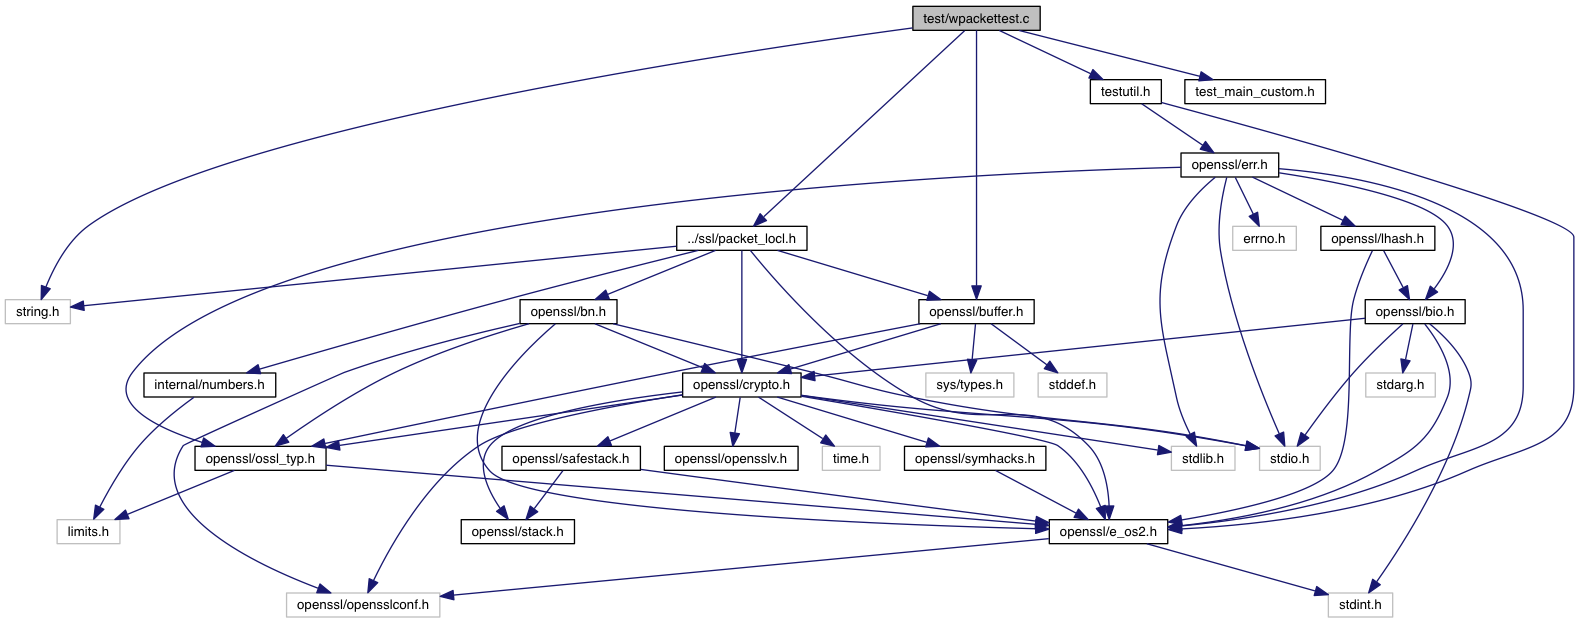 test/wpackettest.c
testutil.h
test_main_custom.h
openssl/err.h
../ssl/packet_locl.h
errno.h
openssl/lhash.h
string.h
openssl/bn.h
openssl/buffer.h
openssl/bio.h
internal/numbers.h
openssl/crypto.h
sys/types.h
stddef.h
stdarg.h
openssl/ossl_typ.h
openssl/safestack.h
openssl/opensslv.h
time.h
openssl/symhacks.h
stdlib.h
stdio.h
limits.h
openssl/stack.h
openssl/e_os2.h
openssl/opensslconf.h
stdint.h